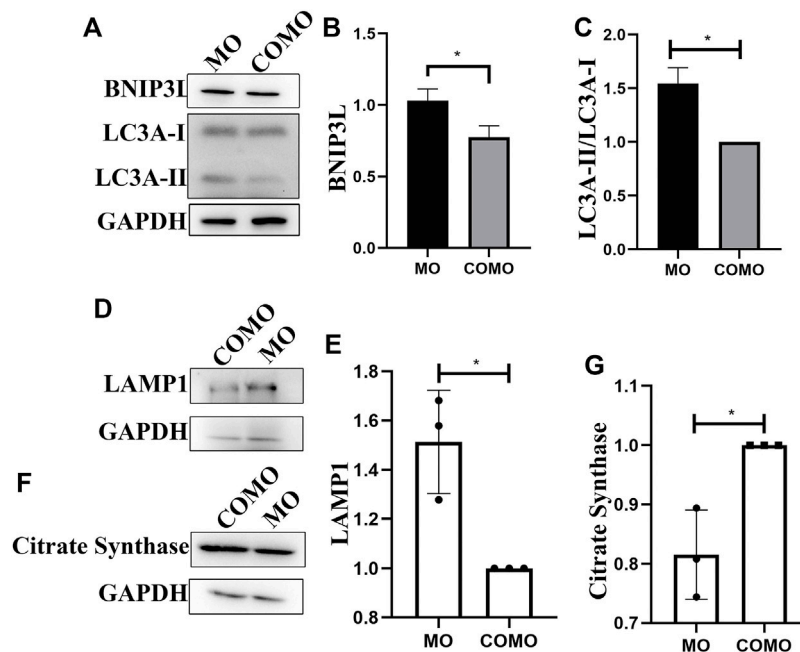 A
MO COMO
BNIP3L
LC3A-I
LC3A-II
GAPDH
B
*
BNIP3L
1.5
1.0
0.5
0.0
MO COMO
C
*
LC3A-II/LC3A-I
2.0
1.5
1.0
0.5
0.0
MO COMO
D
COMO MO
LAMP1
GAPDH
E
*
LAMP1
1.8
1.6
1.4
1.2
1.0
0.8
MO COMO
F
COMO MO
Citrate Synthase
GAPDH
G
*
Citrate Synthase
1.1
1.0
0.9
0.8
0.7
MO COMO